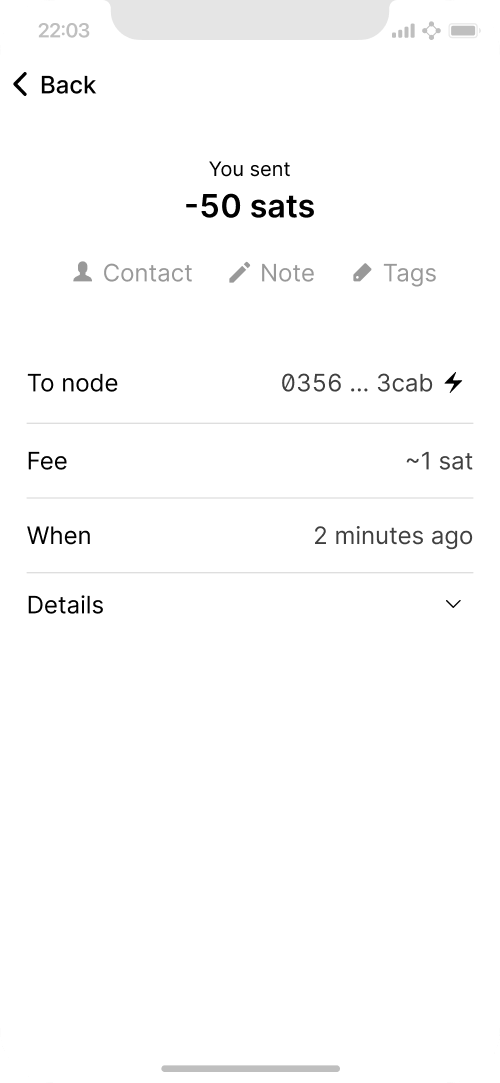 22:03
Back
You sent
-50 sats
Contact Note Tags
To node 0356 ... 3cab
Fee ~1 sat
When 2 minutes ago
Details